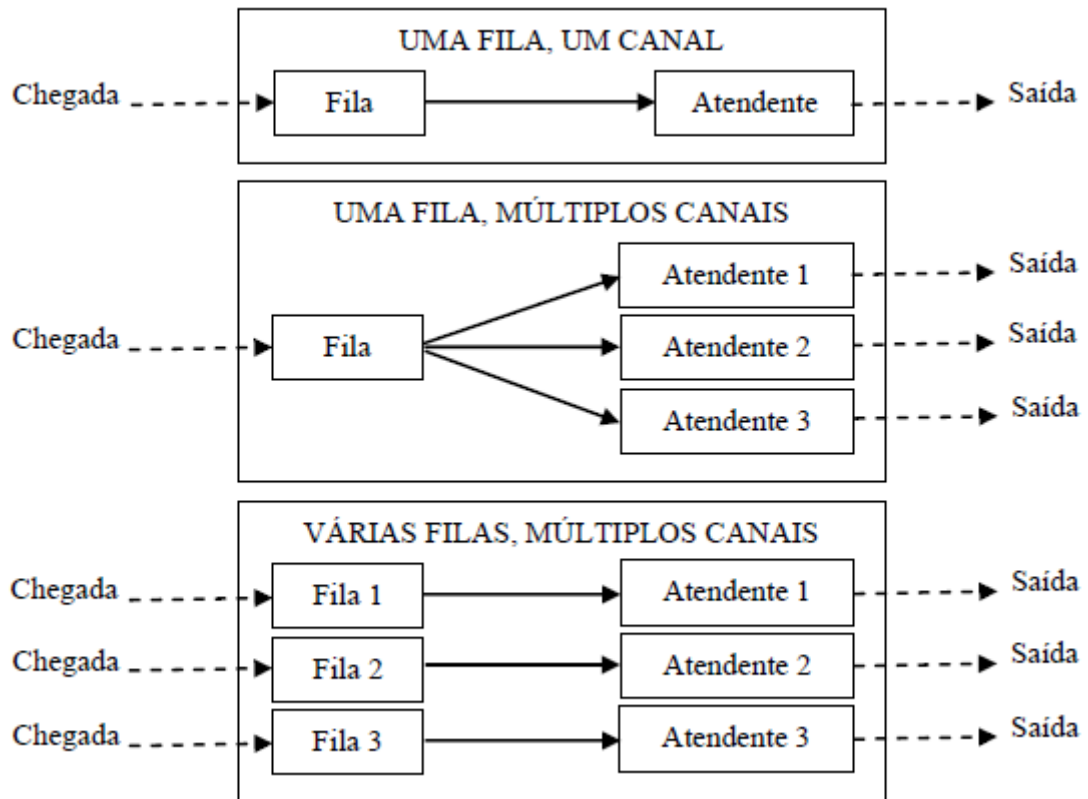 UMA FILA, UM CANAL
Chegada Fila Atendente Saída
UMA FILA, MÚLTIPLOS CANAIS
Atendente 1 Saída
Chegada Fila Atendente 2 Saída
Atendente 3 Saída
VÁRIAS FILAS, MÚLTIPLOS CANAIS
Chegada Fila 1 Atendente 1 Saída
Chegada Fila 2 Atendente 2 Saída
Chegada Fila 3 Atendente 3 Saída